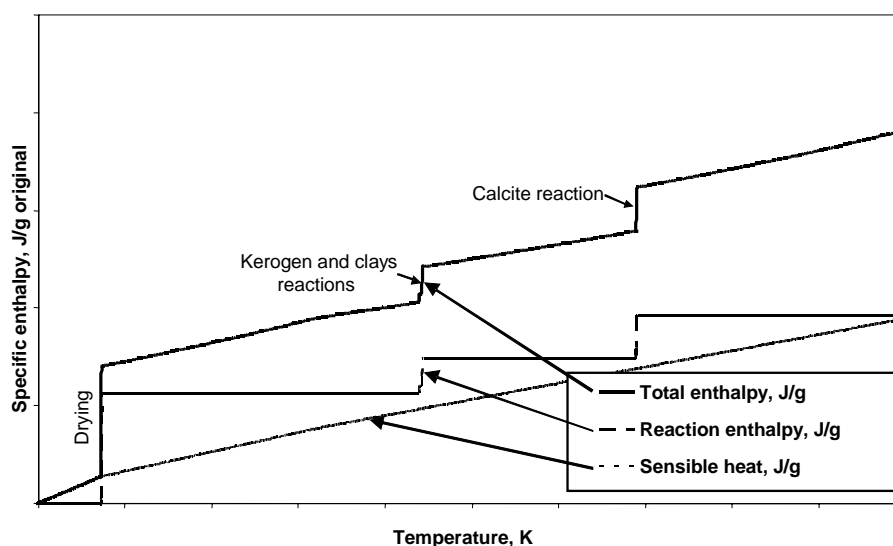 Specific enthalpy, J/g original
Calcite reaction
Kerogen and clays
reactions
Drying
Total enthalpy, J/g
Reaction enthalpy, J/g
Sensible heat, J/g
Temperature, K